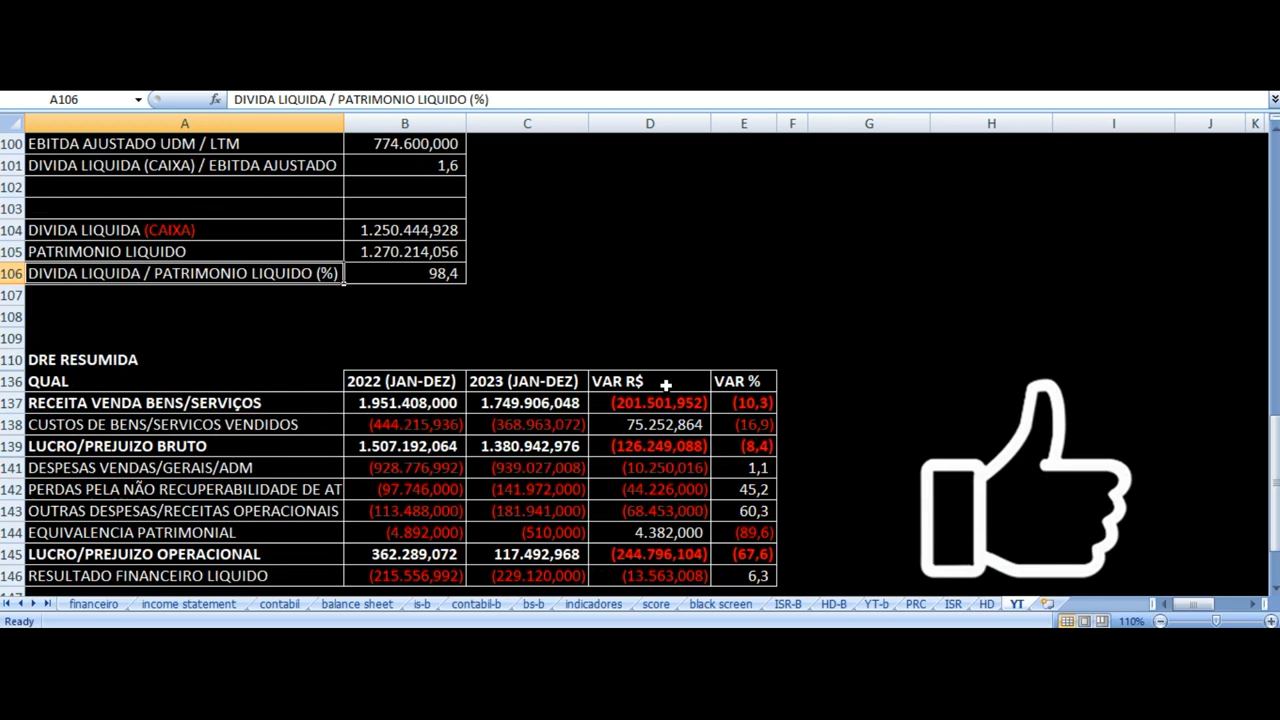 A106 fx DIVIDA LIQUIDA / PATRIMONIO LIQUIDO (%)
A B C D E F G H I J K
100 EBITDA AJUSTADO UDM / LTM 774.600,000
101 DIVIDA LIQUIDA (CAIXA) / EBITDA AJUSTADO 1,6
102
103
104 DIVIDA LIQUIDA (CAIXA) 1.250.444,928
105 PATRIMONIO LIQUIDO 1.270.214,056
106 DIVIDA LIQUIDA / PATRIMONIO LIQUIDO (%) 98,4
107
108
109
110 DRE RESUMIDA
136 QUAL 2022 (JAN-DEZ) 2023 (JAN-DEZ) VAR R$ VAR %
137 RECEITA VENDA BENS/SERVIÇOS 1.951.408,000 1.749.906,048 (201.501,952) (10,3)
138 CUSTOS DE BENS/SERVICOS VENDIDOS (444.215,936) (368.963,072) 75.252,864 (16,9)
139 LUCRO/PREJUIZO BRUTO 1.507.192,064 1.380.942,976 (126.249,088) (8,4)
141 DESPESAS VENDAS/GERAIS/ADM (928.776,992) (939.027,008) (10.250,016) 1,1
142 PERDAS PELA NÃO RECUPERABILIDADE DE AT (97.746,000) (141.972,000) (44.226,000) 45,2
143 OUTRAS DESPESAS/RECEITAS OPERACIONAIS (113.488,000) (181.941,000) (68.453,000) 60,3
144 EQUIVALENCIA PATRIMONIAL (4.892,000) (510,000) 4.382,000 (89,6)
145 LUCRO/PREJUIZO OPERACIONAL 362.289,072 117.492,968 (244.796,104) (67,6)
146 RESULTADO FINANCEIRO LIQUIDO (215.556,992) (229.120,000) (13.563,008) 6,3
financeiro income statement contabil balance sheet is-b contabil-b bs-b indicadores score black screen ISR-B HD-B YT-b PRC ISR HD YT
Ready 110%